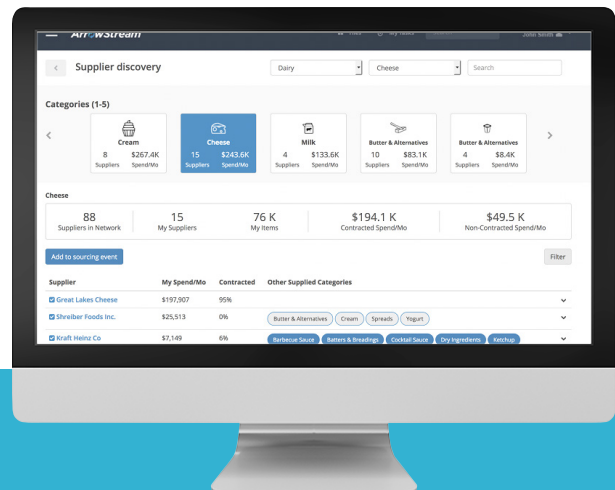 ArrowStream
John Smith
Supplier discovery
Dairy
Cheese
Search
Categories (1-5)
Cream
8 $267.4K
Suppliers Spend/Mo
Cheese
15 $243.6K
Suppliers Spend/Mo
Milk
4 $133.6K
Suppliers Spend/Mo
Butter & Alternatives
10 $83.1K
Suppliers Spend/Mo
Butter & Alternatives
4 $8.4K
Suppliers Spend/Mo
Cheese
88 15 76 K $194.1 K $49.5 K
Suppliers in Network My Suppliers My Items Contracted Spend/Mo Non-Contracted Spend/Mo
Add to sourcing event Filter
Supplier My Spend/Mo Contracted Other Supplied Categories
Great Lakes Cheese $197,907 95%
Shreiber Foods Inc. $25,513 0% Butter & Alternatives Cream Spreads Yogurt
Kraft Heinz Co $7,149 6% Barbecue Sauce Batters & Breadings Cocktail Sauce Dry Ingredients Ketchup